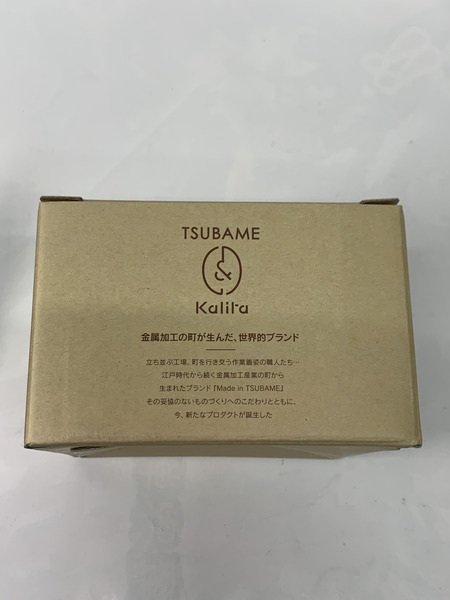 TSUBAME
&
Kalita
金属加工の町が生んだ、世界的ブランド
立ち並ぶ工場、町を行き交う作業着姿の職人たち…
江戸時代から続く金属加工産業の町から
生まれたブランド『Made in TSUBAME』
その妥協のないものづくりへのこだわりとともに、
今、新たなプロダクトが誕生した